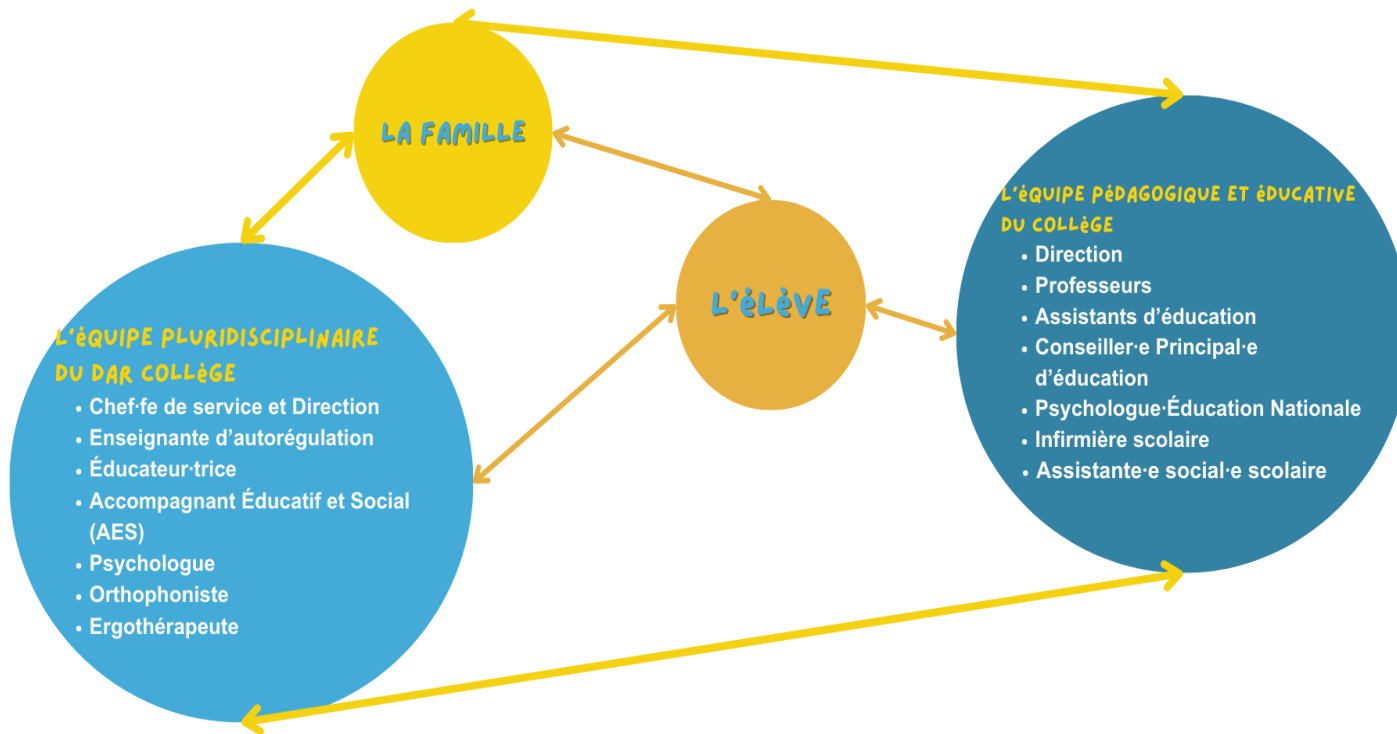 LA FAMILLE
L'éLèVE
L'éQUIPE PéDAGOGIQUE ET éDUCATIVE
DU COLLèGE
• Direction
• Professeurs
• Assistants d'éducation
• Conseiller·e Principal·e
d'éducation
• Psychologue·Éducation Nationale
• Infirmière scolaire
• Assistante·e social·e scolaire
L'éQUIPE PLURIDISCIPLINAIRE
DU DAR COLLèGE
• Chef·fe de service et Direction
• Enseignante d'autorégulation
• Éducateur·trice
• Accompagnant Éducatif et Social
(AES)
• Psychologue
• Orthophoniste
• Ergothérapeute